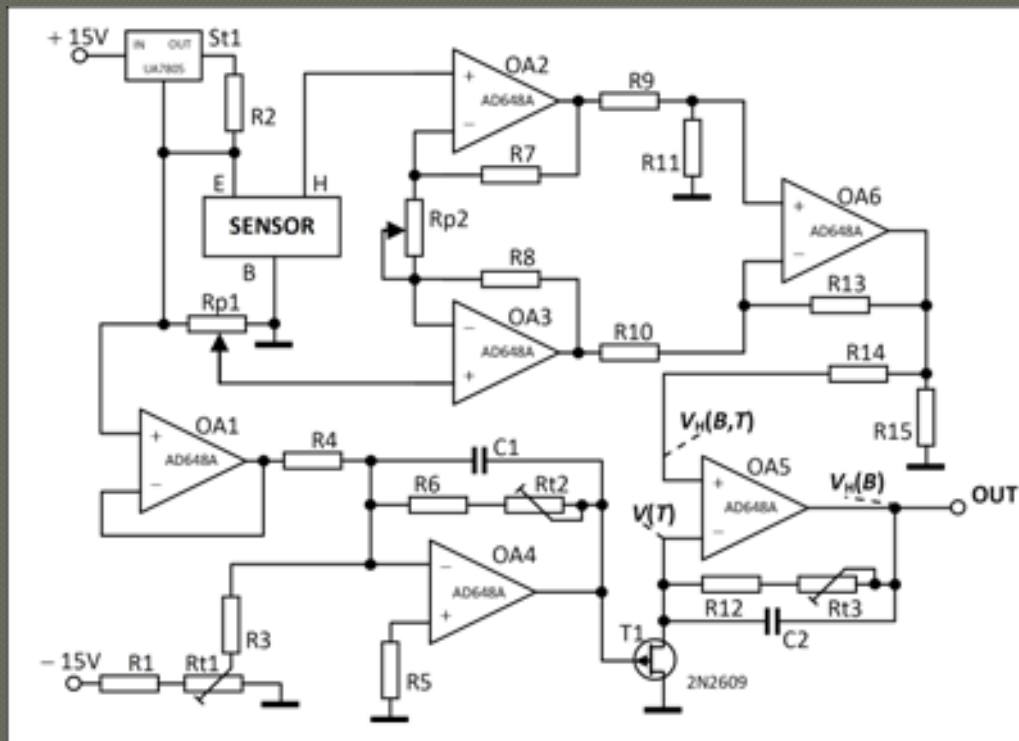 + 15V
IN OUT
UA7805
St1
R2
E
H
SENSOR
B
Rp1
OA2
+
AD648A
−
R7
Rp2
R8
OA3
−
AD648A
+
R9
R11
R10
OA6
+
AD648A
−
R13
R14
R15
OA1
+
AD648A
−
R4
C1
R6
Rt2
OA4
−
AD648A
+
R3
− 15V
R1
Rt1
R5
VH(B,T)
V(T)
OA5
+
AD648A
−
VH(B)
OUT
R12
Rt3
C2
T1
2N2609